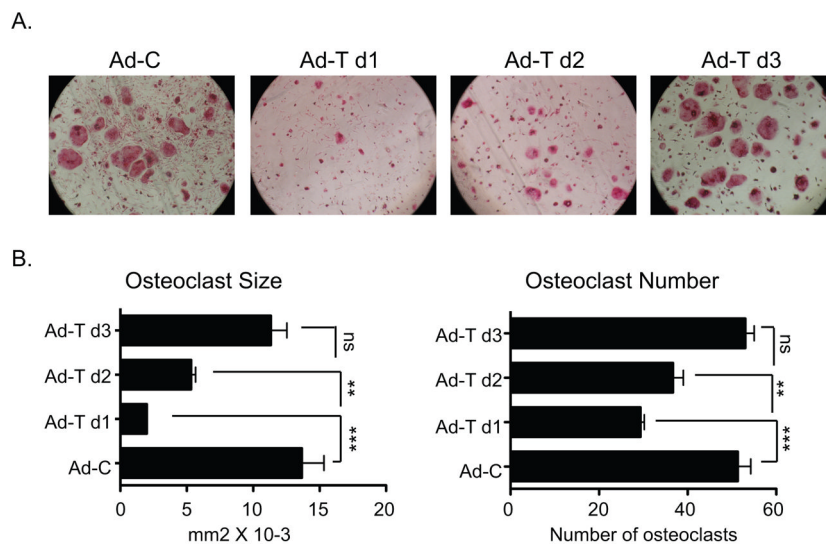 A.
Ad-C
Ad-T d1
Ad-T d2
Ad-T d3
B.
Osteoclast Size
Ad-T d3
Ad-T d2
Ad-T d1
Ad-C
ns
**
***
0 5 10 15 20
mm2 X 10-3
Osteoclast Number
Ad-T d3
Ad-T d2
Ad-T d1
Ad-C
ns
**
***
0 20 40 60
Number of osteoclasts